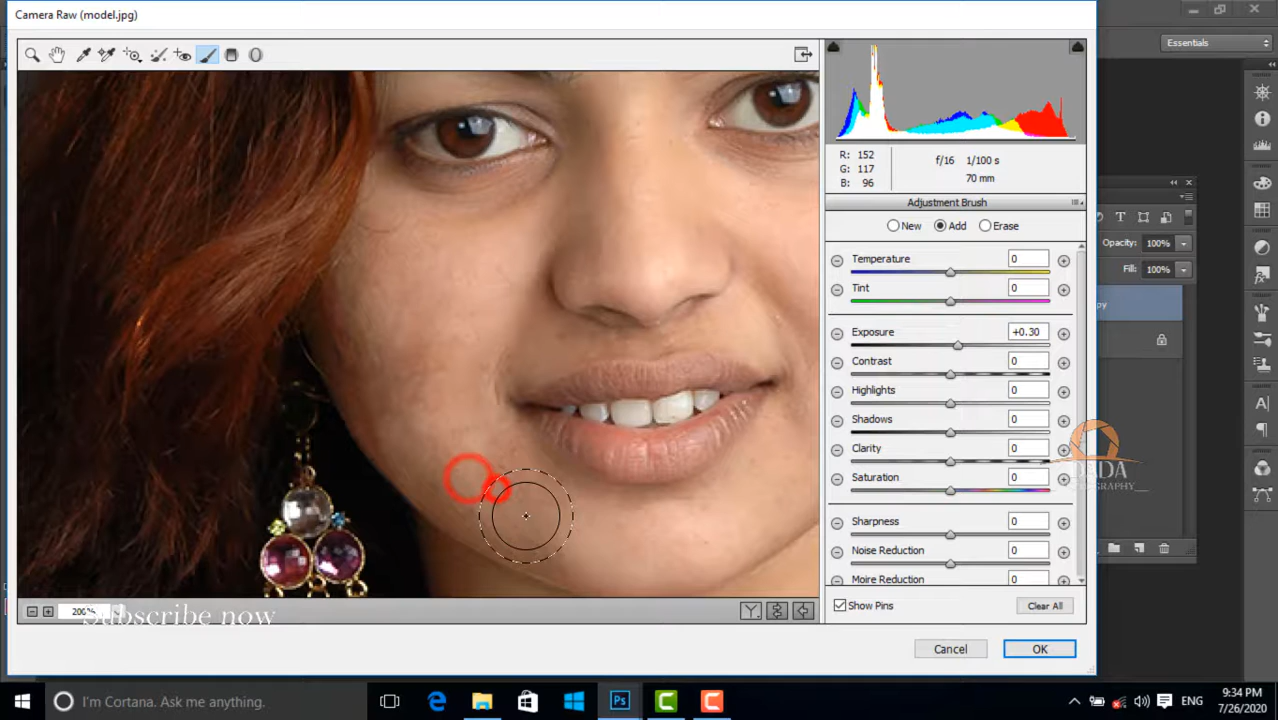 Camera Raw (model.jpg)
Essentials
R: 152
G: 117
B: 96
f/16 1/100 s
70 mm
Adjustment Brush
New Add Erase
Temperature 0
Tint 0
Exposure +0.30
Contrast 0
Highlights 0
Shadows 0
Clarity 0
Saturation 0
Sharpness 0
Noise Reduction 0
Moire Reduction 0
Opacity: 100%
Fill: 100%
200%
Subscribe now
Show Pins Clear All
Cancel OK
I'm Cortana. Ask me anything.
Ps
ENG
9:34 PM
7/26/2020